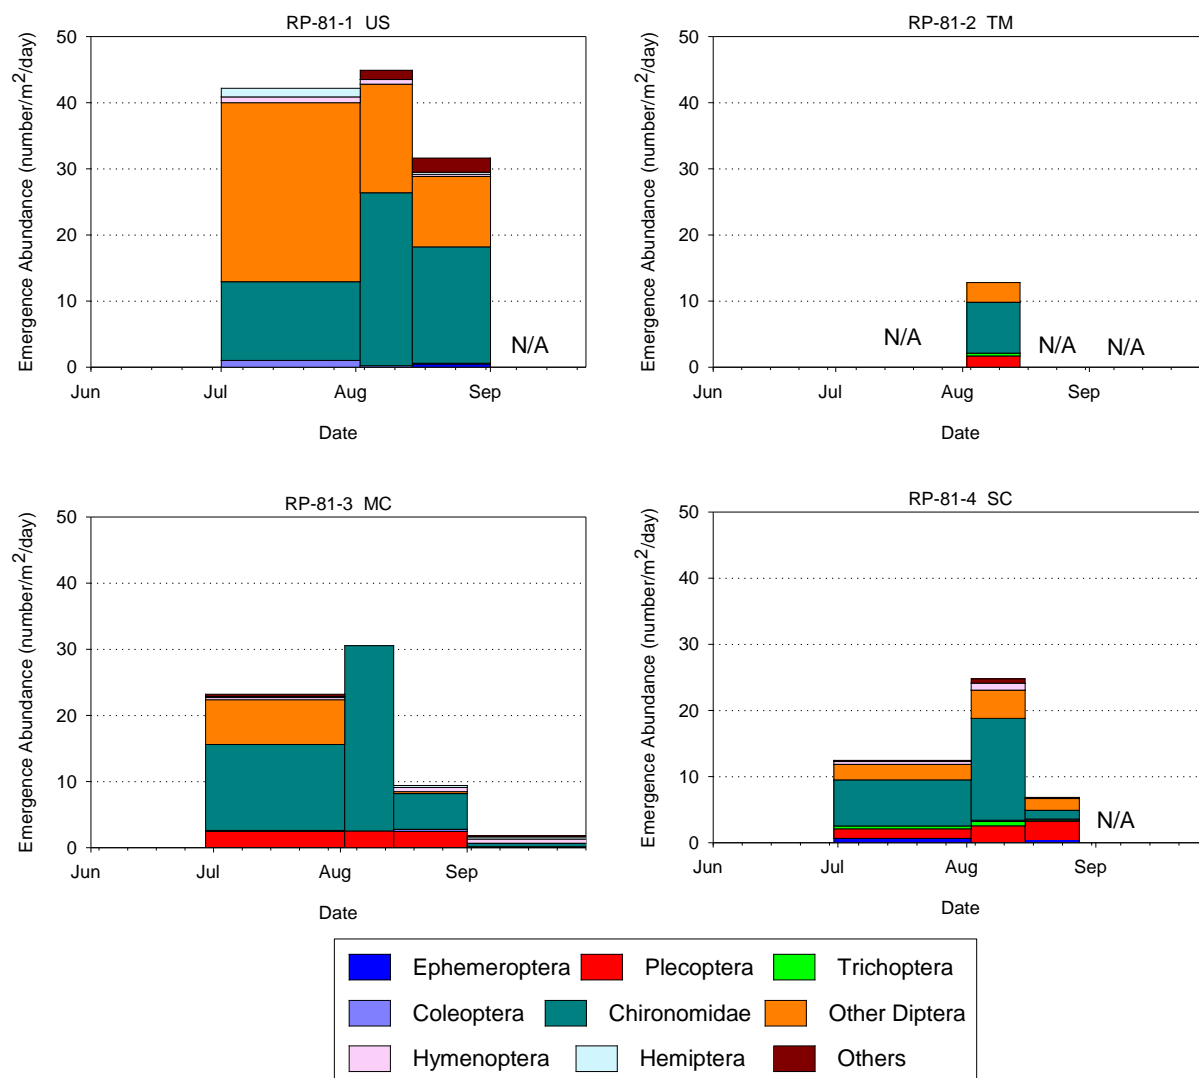 RP-81-1 US
Emergence Abundance (number/m²/day)
50
40
30
20
10
0
N/A
Jun Jul Aug Sep
Date
RP-81-2 TM
Emergence Abundance (number/m²/day)
50
40
30
20
10
0
N/A N/A N/A
Jun Jul Aug Sep
Date
RP-81-3 MC
Emergence Abundance (number/m²/day)
50
40
30
20
10
0
Jun Jul Aug Sep
Date
RP-81-4 SC
Emergence Abundance (number/m²/day)
50
40
30
20
10
0
N/A
Jun Jul Aug Sep
Date
Ephemeroptera Plecoptera Trichoptera
Coleoptera Chironomidae Other Diptera
Hymenoptera Hemiptera Others